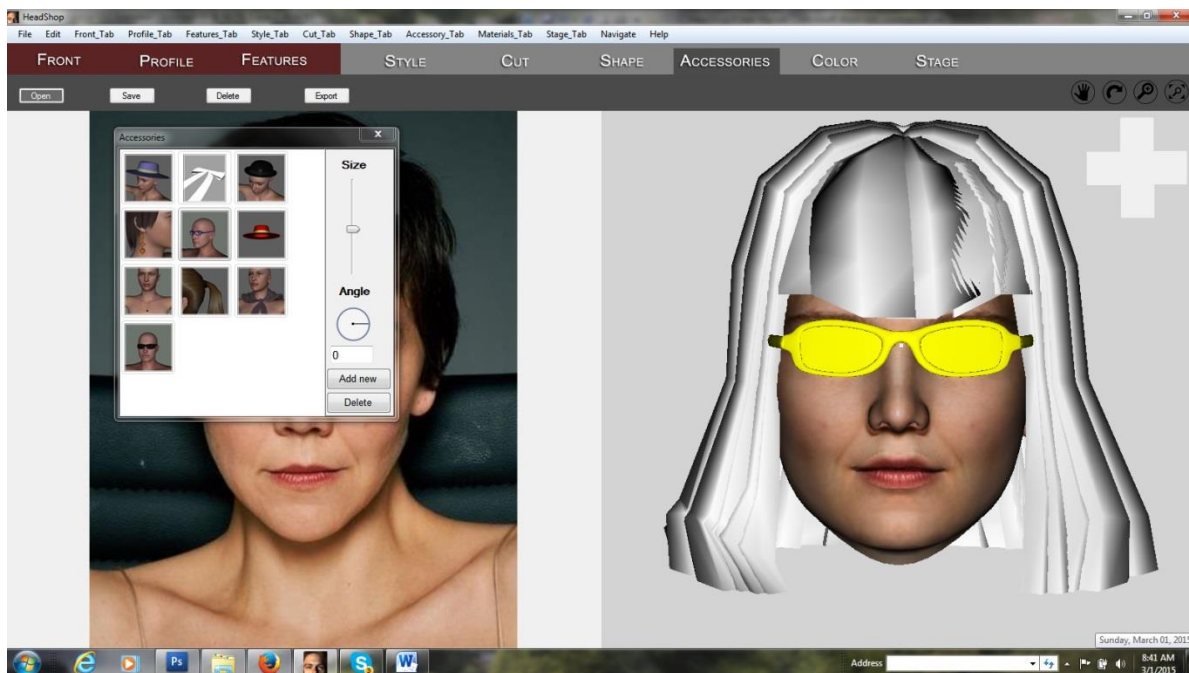 HeadShop
File Edit Front_Tab Profile_Tab Features_Tab Style_Tab Cut_Tab Shape_Tab Accessory_Tab Materials_Tab Stage_Tab Navigate Help
FRONT PROFILE FEATURES STYLE CUT SHAPE ACCESSORIES COLOR STAGE
Open Save Delete Export
Accessories
Size
Angle
0
Add new
Delete
Sunday, March 01, 2015
Ps S W Address 8:41 AM
3/1/2015